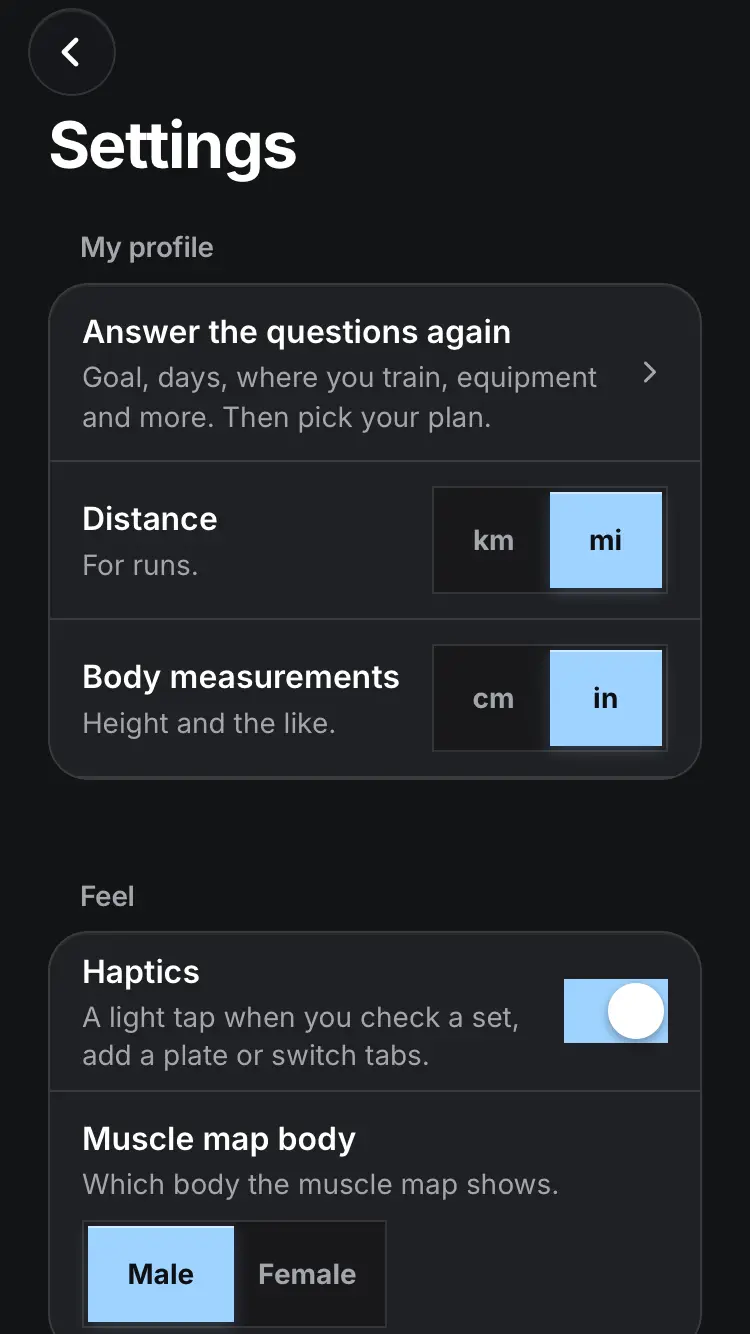 Settings
My profile
Answer the questions again
Goal, days, where you train, equipment
and more. Then pick your plan.
Distance
For runs.
km
mi
Body measurements
Height and the like.
cm
in
Feel
Haptics
A light tap when you check a set,
add a plate or switch tabs.
Muscle map body
Which body the muscle map shows.
Male
Female